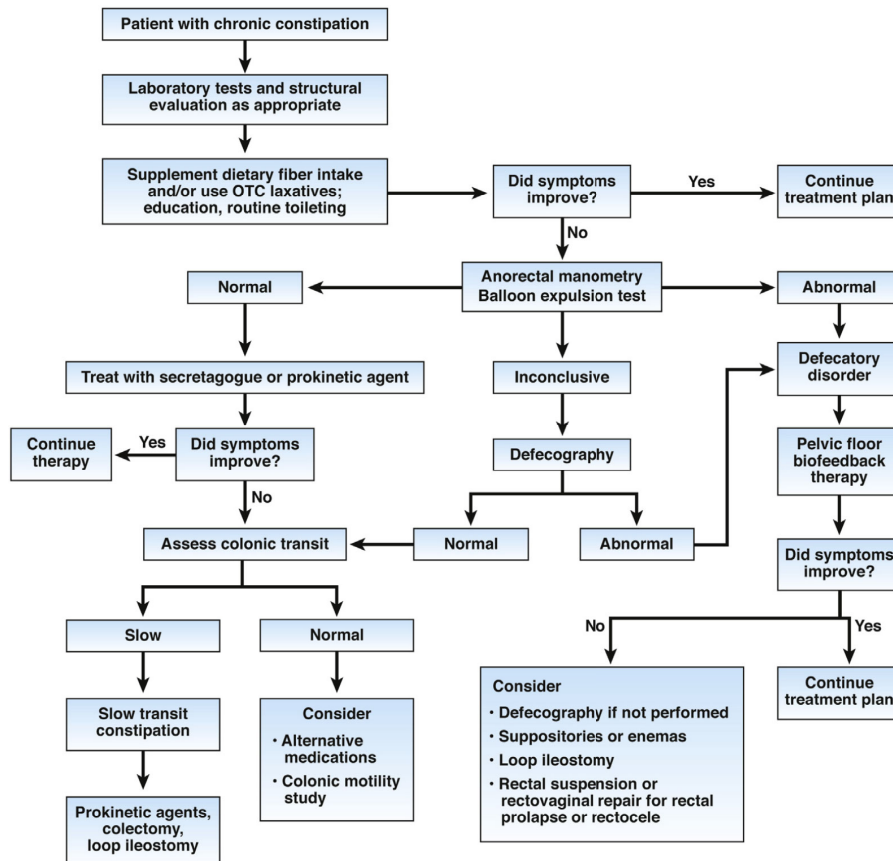 Patient with chronic constipation
Laboratory tests and structural
evaluation as appropriate
Supplement dietary fiber intake
and/or use OTC laxatives;
education, routine toileting
Did symptoms
improve?
Yes
Continue
treatment plan
No
Anorectal manometry
Balloon expulsion test
Normal
Abnormal
Treat with secretagogue or prokinetic agent
Inconclusive
Defecatory
disorder
Continue
therapy
Yes
Did symptoms
improve?
Defecography
Pelvic floor
biofeedback
therapy
No
Assess colonic transit
Normal
Abnormal
Did symptoms
improve?
Slow
Normal
No
Yes
Slow transit
constipation
Consider
· Alternative
medications
· Colonic motility
study
Consider
· Defecography if not performed
· Suppositories or enemas
· Loop ileostomy
· Rectal suspension or
rectovaginal repair for rectal
prolapse or rectocele
Continue
treatment plan
Prokinetic agents,
colectomy,
loop ileostomy